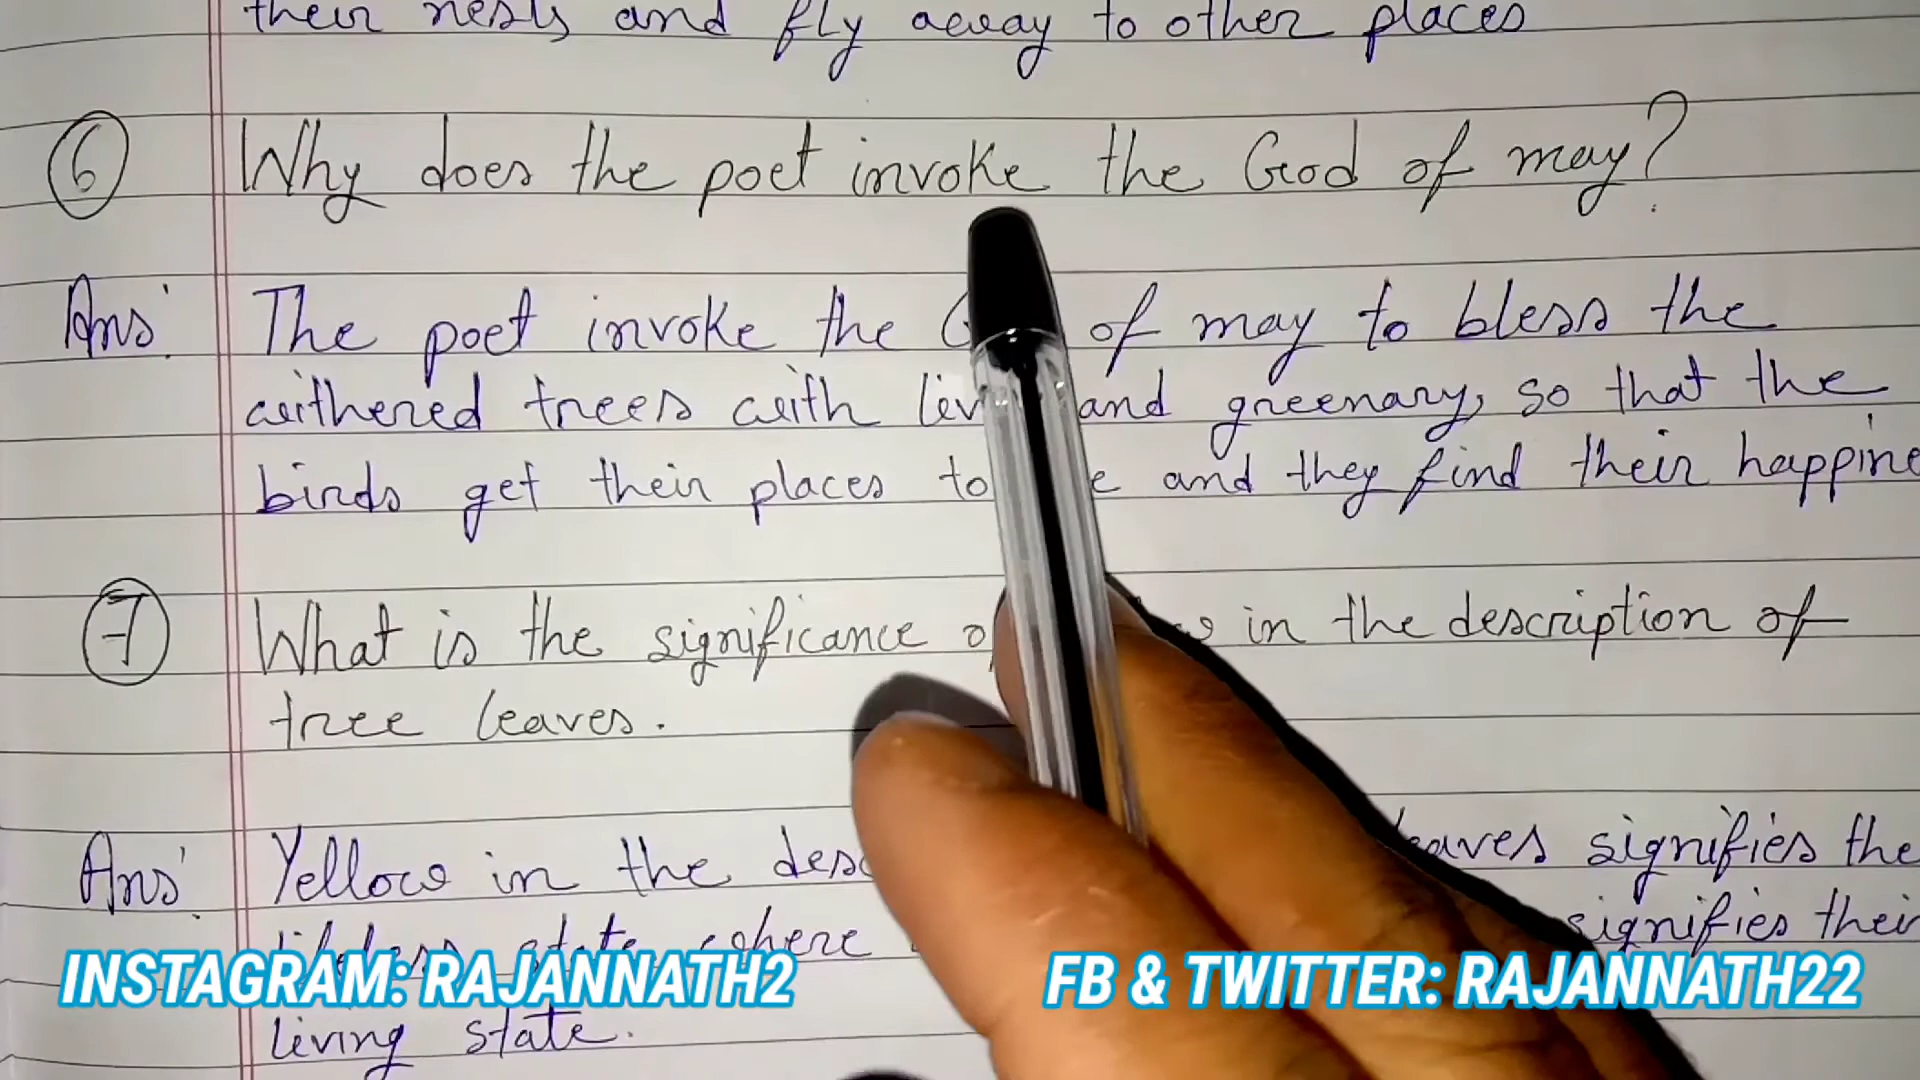 their nests and fly away to other places
6 Why does the poet invoke the God of may?
Ans: The poet invoke the of may to bless the
withered trees with and greenary, so that the
birds get their places to and they find their happine
7 What is the significance in the description of
tree leaves.
Ans: Yellow in the leaves signifies the
lifeless state where signifies their
INSTAGRAM: RAJANNATH2 FB & TWITTER: RAJANNATH22
living state.